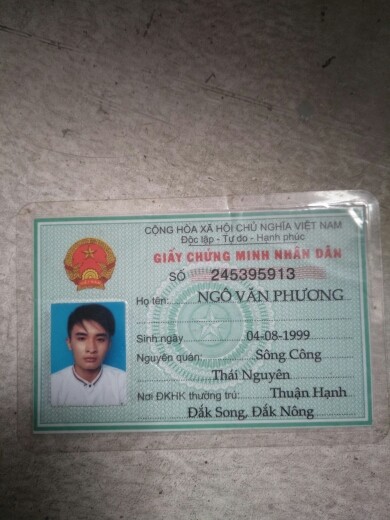 CỘNG HÒA XÃ HỘI CHỦ NGHĨA VIỆT NAM
Độc lập - Tự do - Hạnh phúc
GIẤY CHỨNG MINH NHÂN DÂN
SỐ 245395913
Họ tên: NGÔ VĂN PHƯƠNG
Sinh ngày 04-08-1999
Nguyên quán: Sông Công
Thái Nguyên
Nơi ĐKHK thường trú: Thuận Hạnh
Đắk Song, Đắk Nông